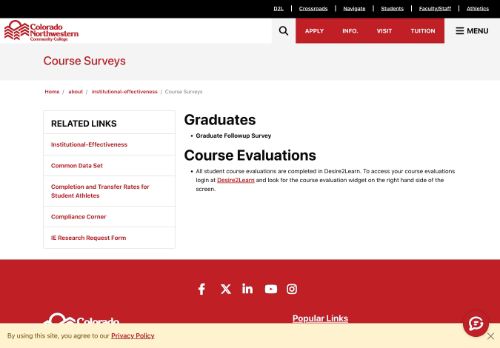 D2L | Crossroads | Navigate | Students | Faculty/Staff | Athletics
Colorado
Northwestern
Community College
APPLY INFO. VISIT TUITION MENU
Course Surveys
Home / about / institutional-effectiveness / Course Surveys
RELATED LINKS
Institutional-Effectiveness
Common Data Set
Completion and Transfer Rates for
Student Athletes
Compliance Corner
IE Research Request Form
Graduates
• Graduate Followup Survey
Course Evaluations
• All student course evaluations are completed in Desire2Learn. To access your course evaluations
login at Desire2Learn and look for the course evaluation widget on the right hand side of the
screen.
Colorado
Popular Links
By using this site, you agree to our Privacy Policy